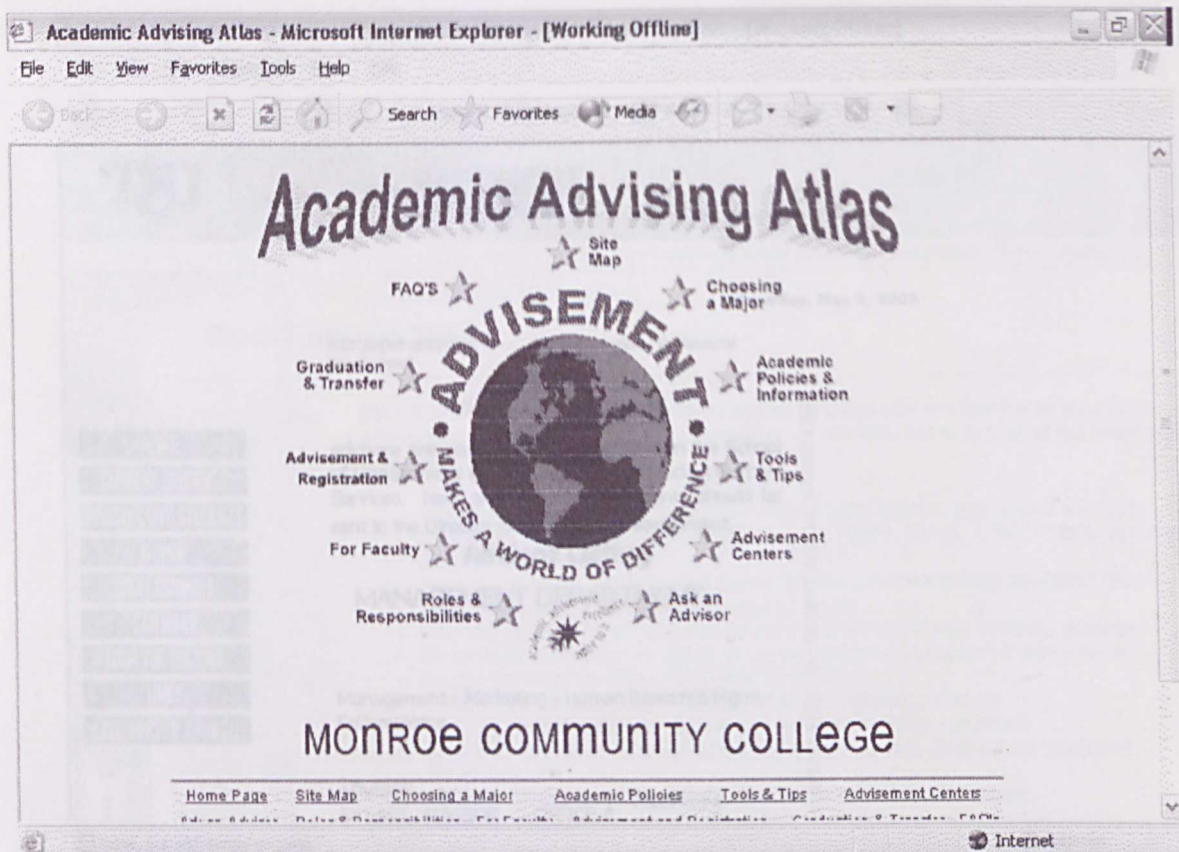 Academic Advising Atlas - Microsoft Internet Explorer - [Working Offline]
File Edit View Favorites Tools Help
Back Search Favorites Media
Academic Advising Atlas
Site Map
FAQ'S
Choosing a Major
Graduation & Transfer
Academic Policies & Information
Advisement & Registration
Tools & Tips
For Faculty
Advisement Centers
Roles & Responsibilities
Ask an Advisor
ADVISEMENT
• MAKES A WORLD OF DIFFERENCE •
MONROE COMMUNITY COLLEGE
Home Page Site Map Choosing a Major Academic Policies Tools & Tips Advisement Centers
Internet